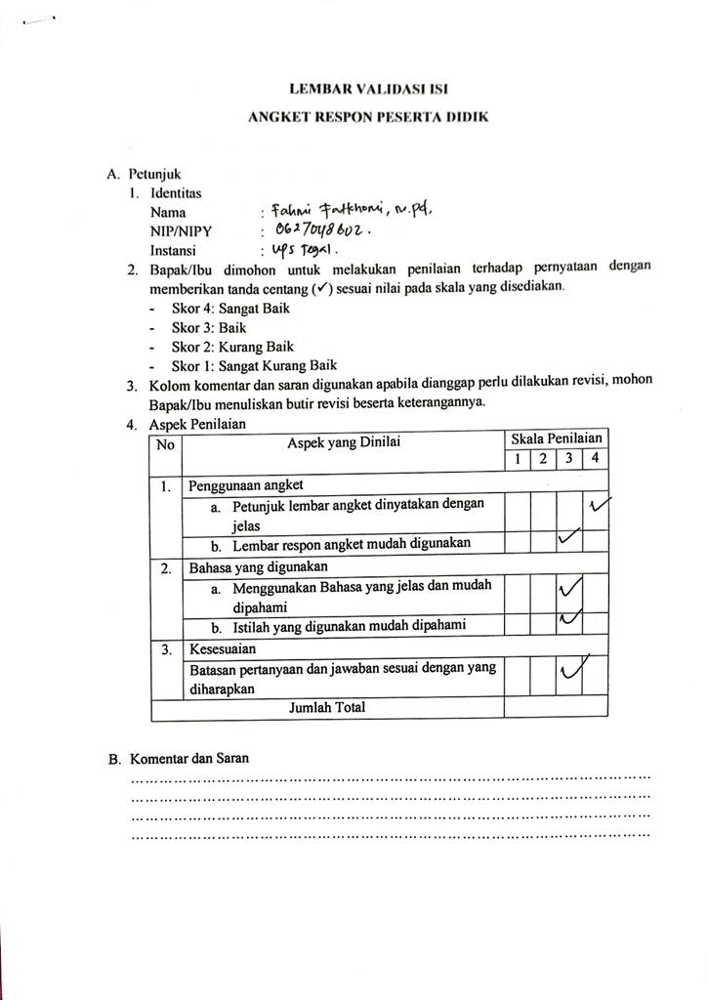 LEMBAR VALIDASI ISI
ANGKET RESPON PESERTA DIDIK
A. Petunjuk
1. Identitas
Nama : Fahmi Fatkhomi, M.Pd.
NIP/NIPY : 0627048602.
Instansi : UPS Tegal.
2. Bapak/Ibu dimohon untuk melakukan penilaian terhadap pernyataan dengan
memberikan tanda centang (✓) sesuai nilai pada skala yang disediakan.
- Skor 4: Sangat Baik
- Skor 3: Baik
- Skor 2: Kurang Baik
- Skor 1: Sangat Kurang Baik
3. Kolom komentar dan saran digunakan apabila dianggap perlu dilakukan revisi, mohon
Bapak/Ibu menuliskan butir revisi beserta keterangannya.
4. Aspek Penilaian
No Aspek yang Dinilai Skala Penilaian
1 2 3 4
1. Penggunaan angket
a. Petunjuk lembar angket dinyatakan dengan ✓
jelas
b. Lembar respon angket mudah digunakan ✓
2. Bahasa yang digunakan
a. Menggunakan Bahasa yang jelas dan mudah ✓
dipahami
b. Istilah yang digunakan mudah dipahami ✓
3. Kesesuaian
Batasan pertanyaan dan jawaban sesuai dengan yang ✓
diharapkan
Jumlah Total
B. Komentar dan Saran